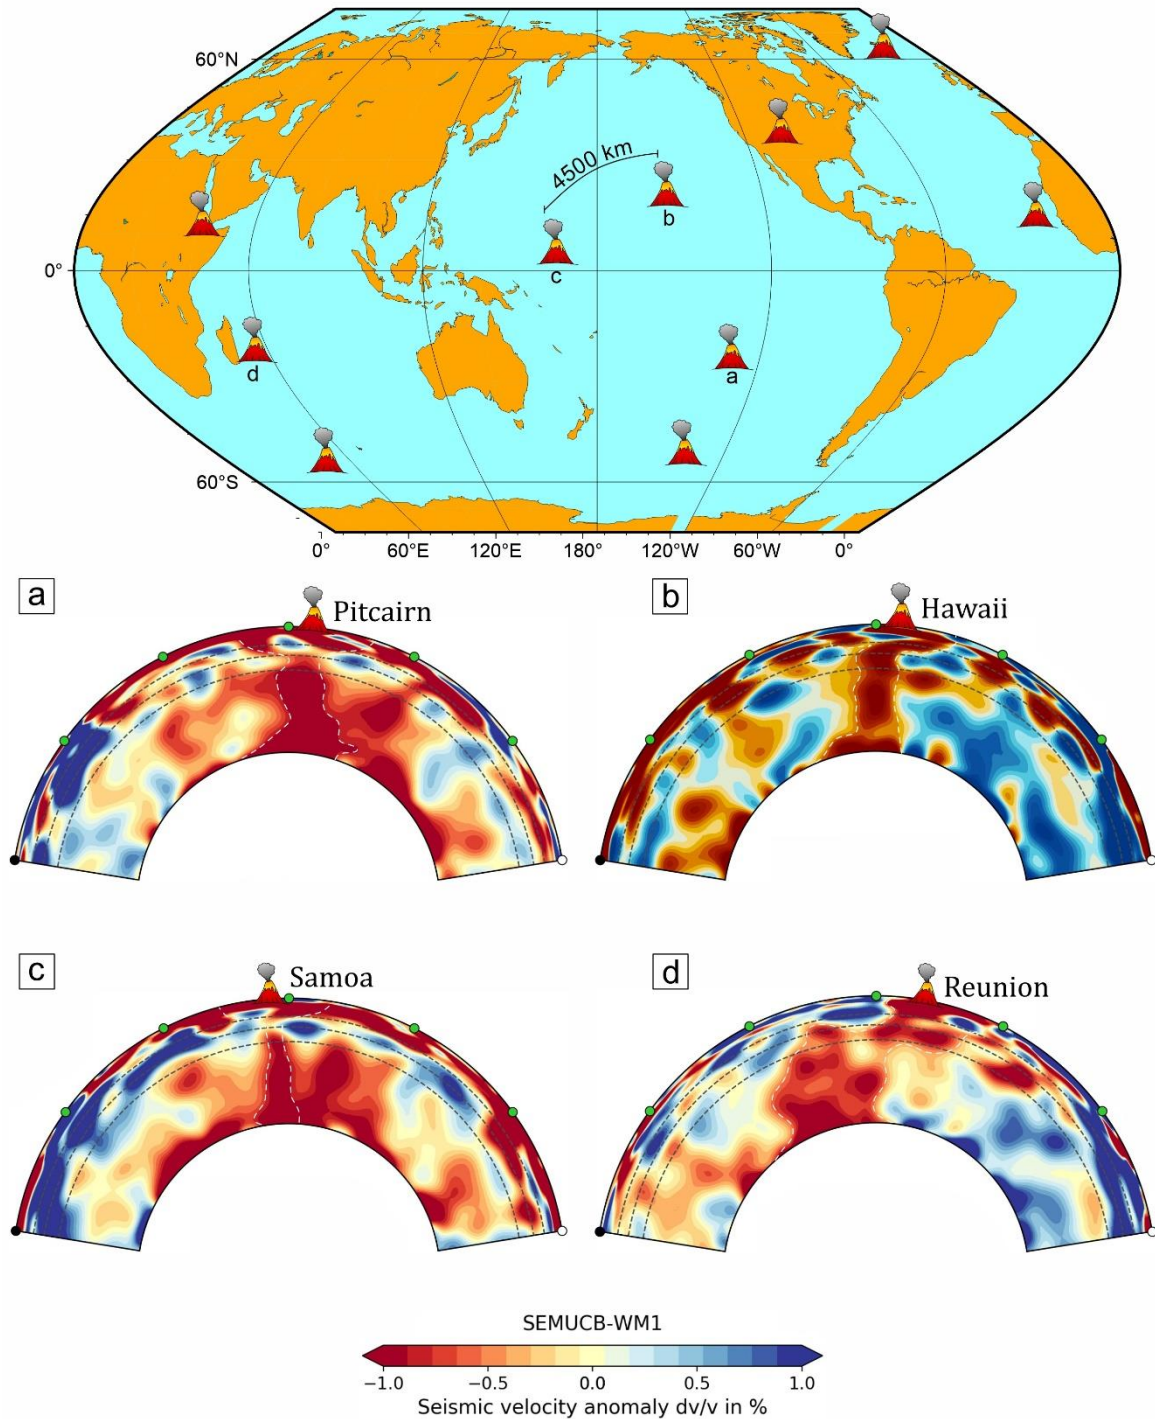 60°N
4500 km
b
c
0°
d
a
60°S
0° 60°E 120°E 180° 120°W 60°W 0°
a
Pitcairn
b
Hawaii
c
Samoa
d
Reunion
SEMUCB-WM1
−1.0 −0.5 0.0 0.5 1.0
Seismic velocity anomaly dv/v in %